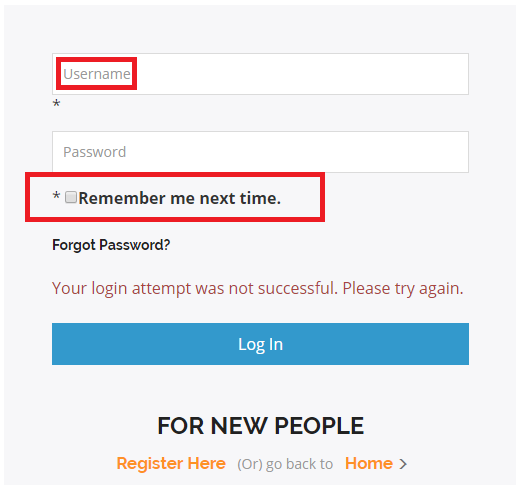 Username
*
Password
* Remember me next time.
Forgot Password?
Your login attempt was not successful. Please try again.
Log In
FOR NEW PEOPLE
Register Here (Or) go back to Home >